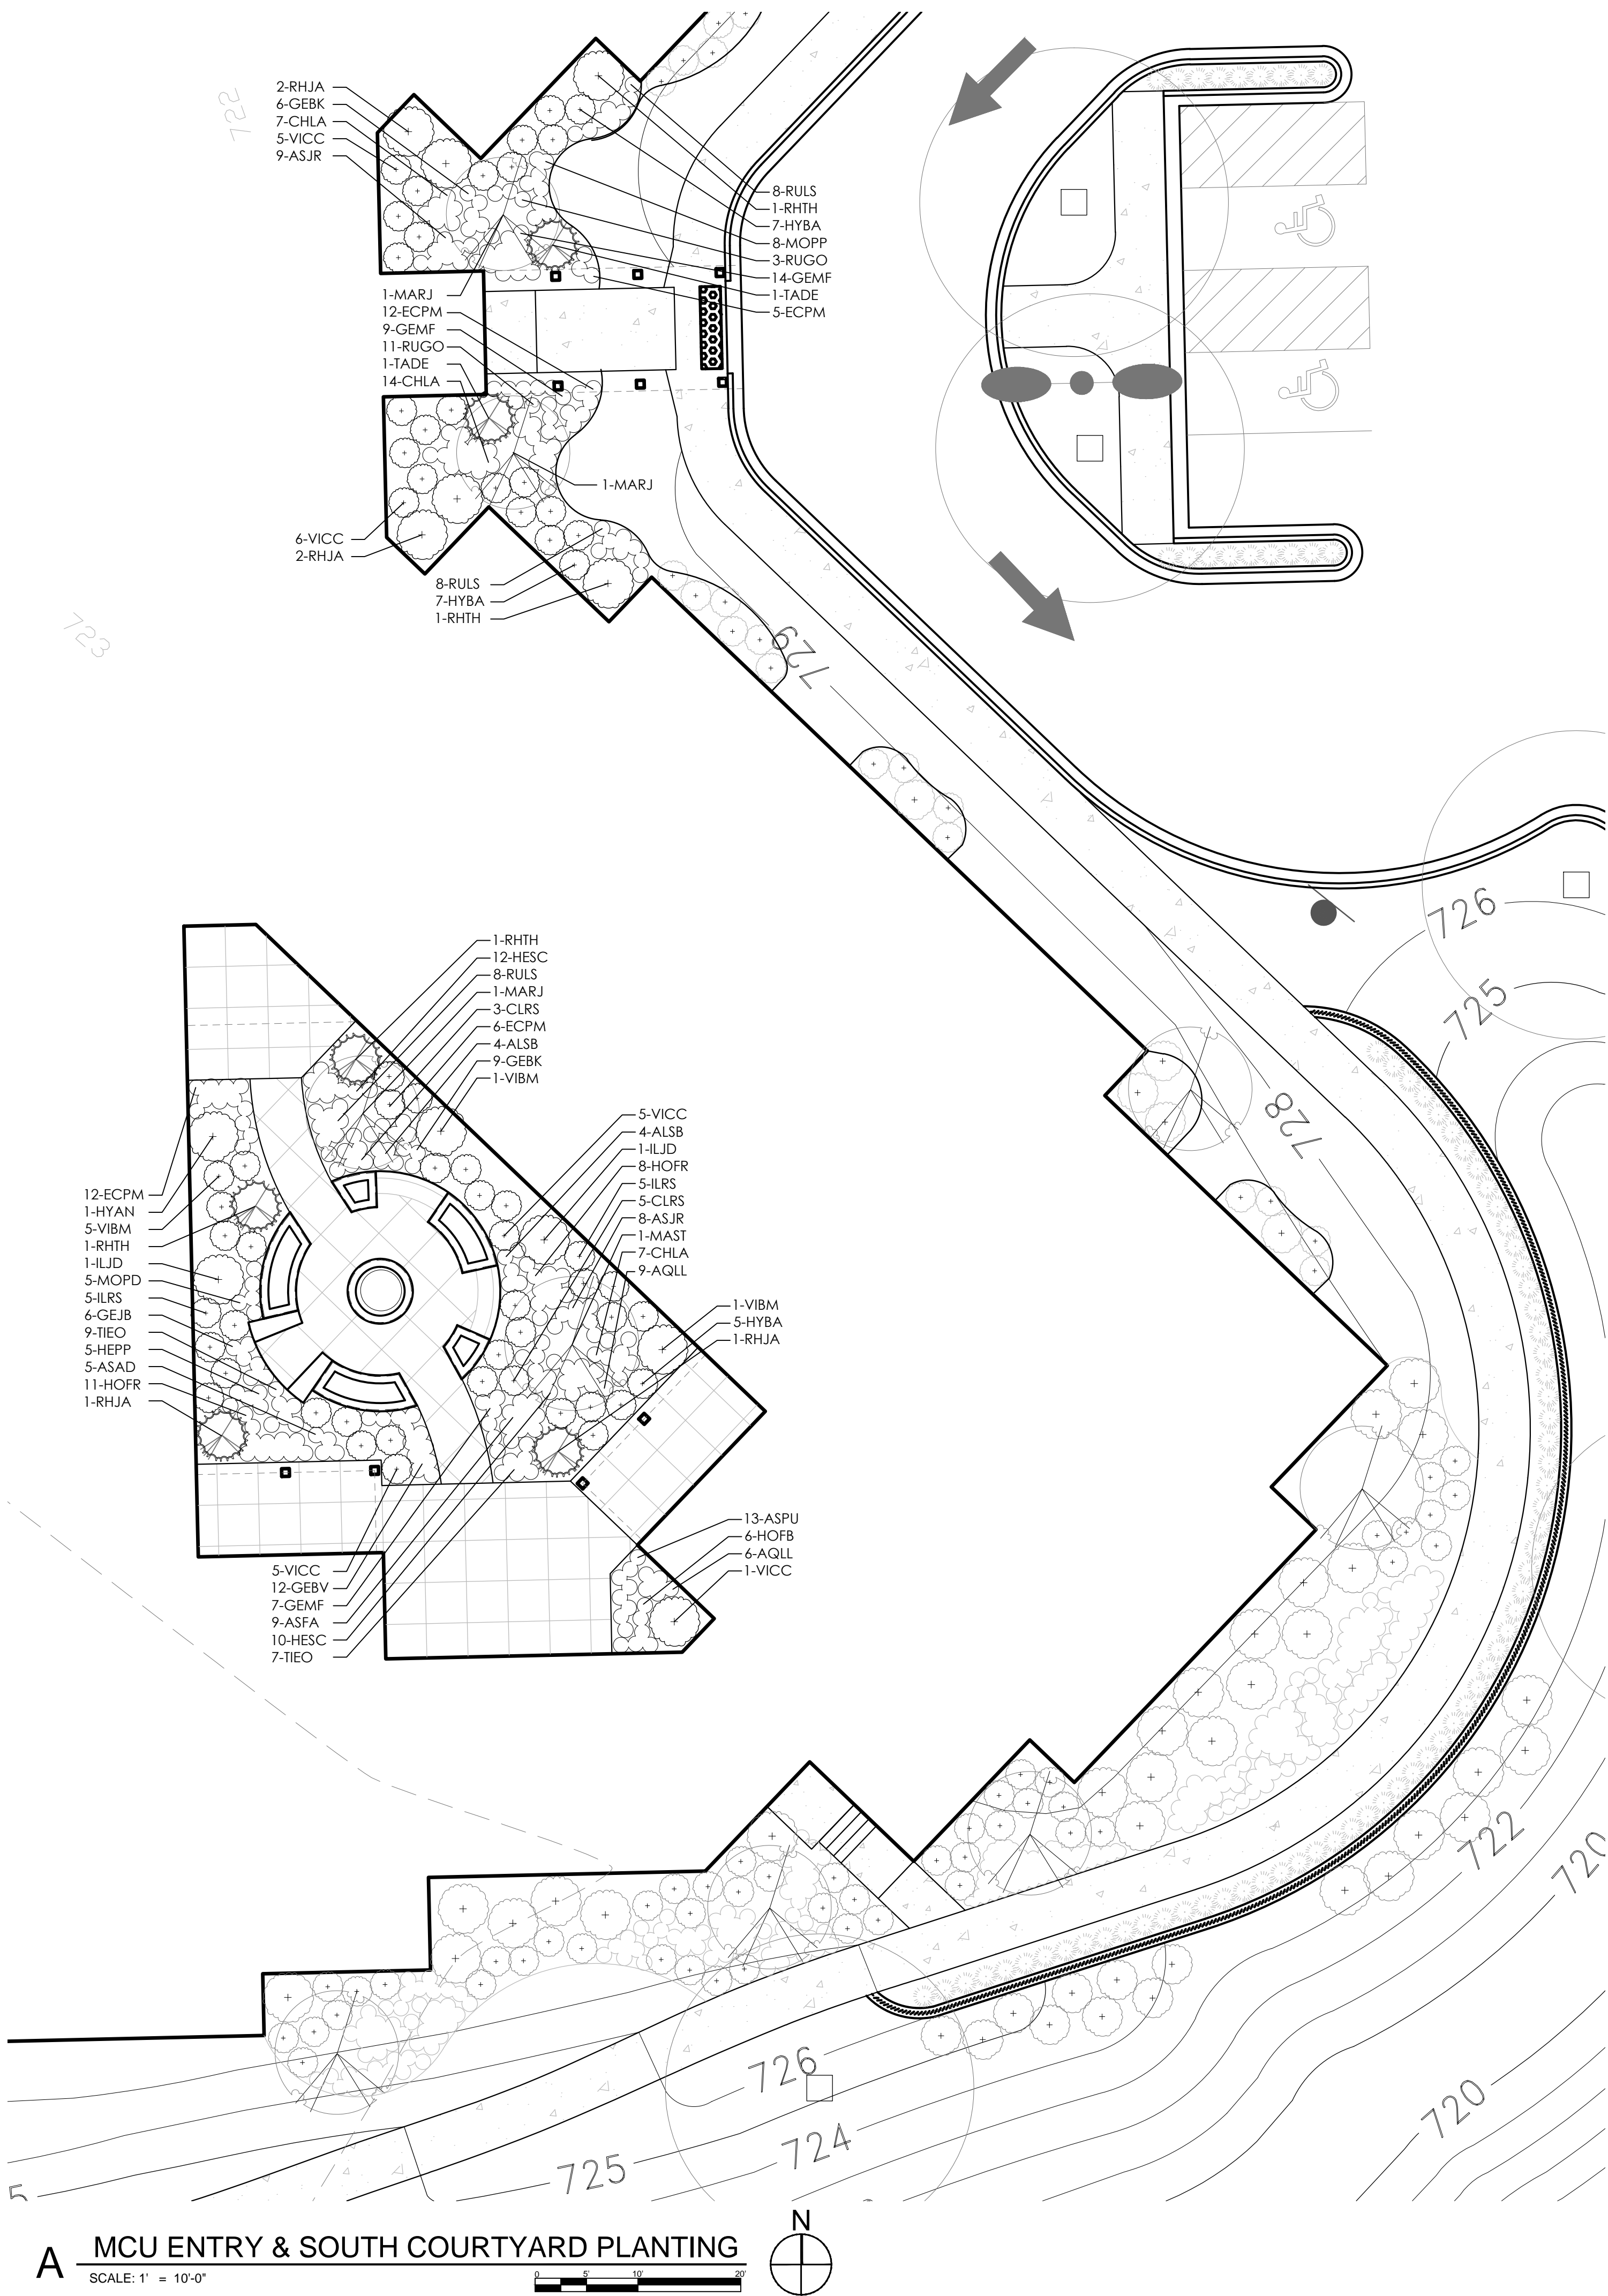 2-RHJA
6-GEBK
7-CHLA
5-VICC
9-ASJR
722
8-RULS
1-RHTH
7-HYBA
8-MOPP
3-RUGO
14-GEMF
1-TADE
5-ECPM
1-MARJ
12-ECPM
9-GEMF
11-RUGO
1-TADE
14-CHLA
1-MARJ
6-VICC
2-RHJA
8-RULS
7-HYBA
1-RHTH
723
729
726
725
728
1-RHTH
12-HESC
8-RULS
1-MARJ
3-CLRS
6-ECPM
4-ALSB
9-GEBK
1-VIBM
5-VICC
4-ALSB
1-ILJD
8-HOFR
5-ILRS
5-CLRS
8-ASJR
1-MAST
7-CHLA
9-AQLL
12-ECPM
1-HYAN
5-VIBM
1-RHTH
1-ILJD
5-MOPD
5-ILRS
6-GEJB
9-TIEO
5-HEPP
5-ASAD
11-HOFR
1-RHJA
1-VIBM
5-HYBA
1-RHJA
13-ASPU
6-HOFB
6-AQLL
1-VICC
5-VICC
12-GEBV
7-GEMF
9-ASFA
10-HESC
7-TIEO
722
720
726
720
724
725
5
A MCU ENTRY & SOUTH COURTYARD PLANTING
SCALE: 1' = 10'-0"
0 5' 10' 20'
N